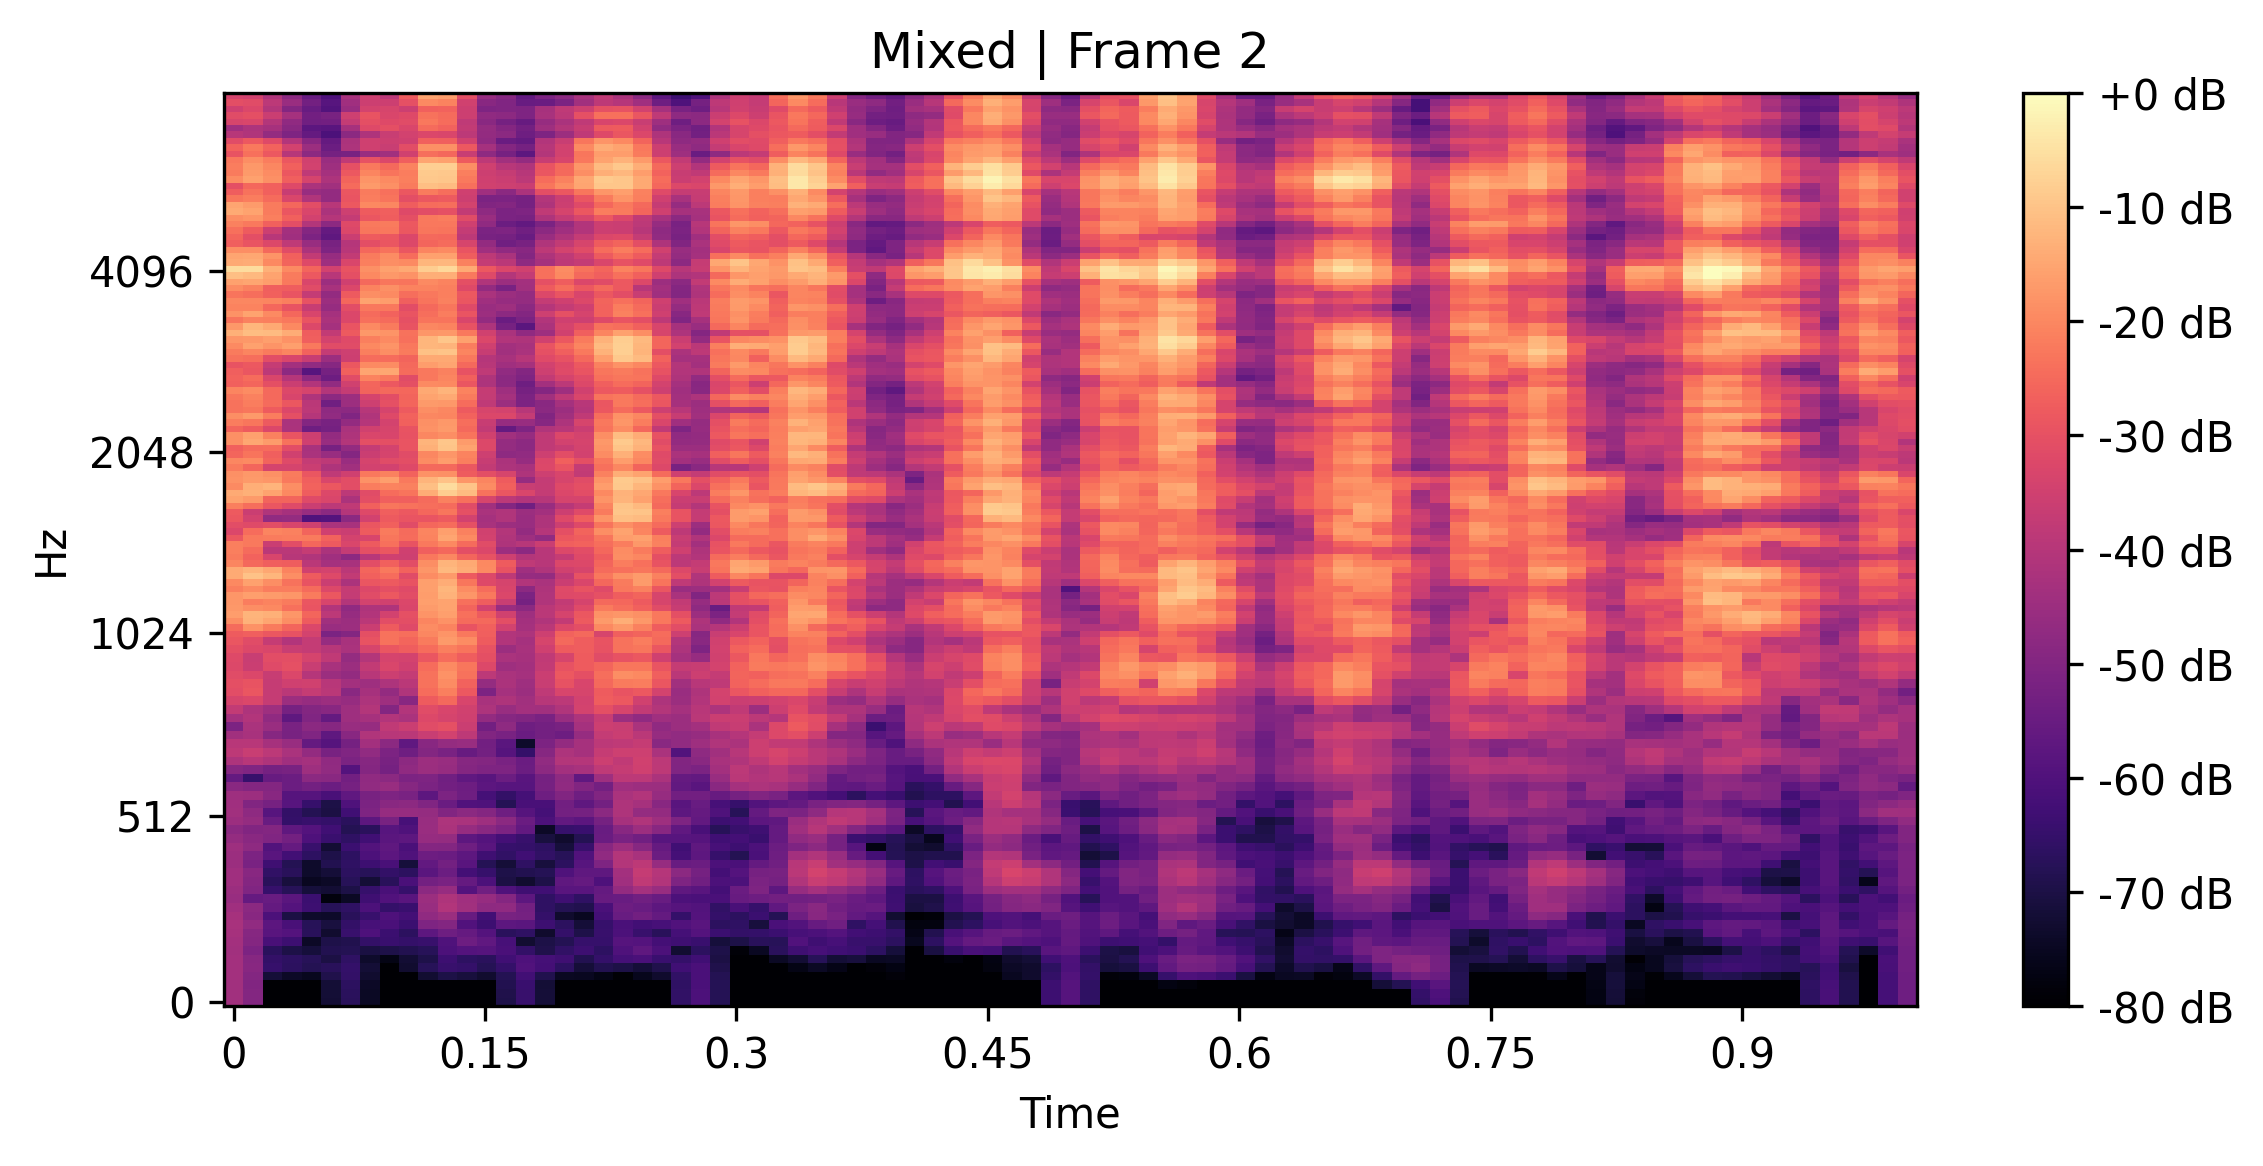 Mixed | Frame 2
Hz
4096
2048
1024
512
0
0 0.15 0.3 0.45 0.6 0.75 0.9
Time
+0 dB
-10 dB
-20 dB
-30 dB
-40 dB
-50 dB
-60 dB
-70 dB
-80 dB